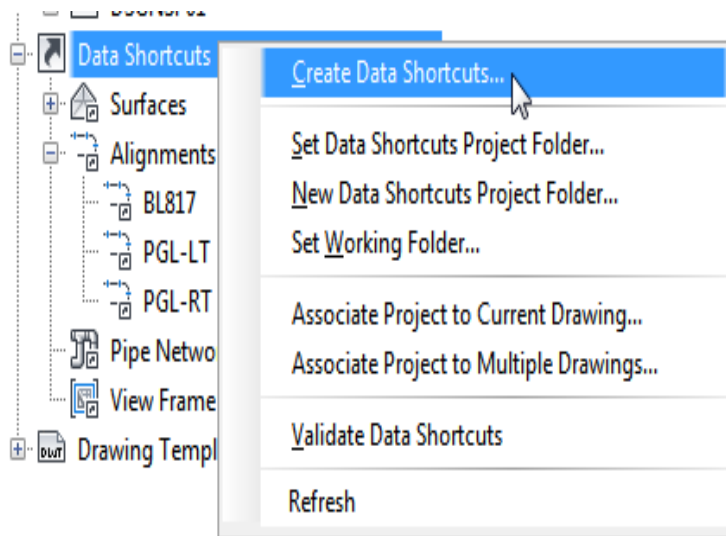 Data Shortcuts
Surfaces
Alignments
BL817
PGL-LT
PGL-RT
Pipe Netwo
View Frame
DWT Drawing Templ
Create Data Shortcuts...
Set Data Shortcuts Project Folder...
New Data Shortcuts Project Folder...
Set Working Folder...
Associate Project to Current Drawing...
Associate Project to Multiple Drawings...
Validate Data Shortcuts
Refresh